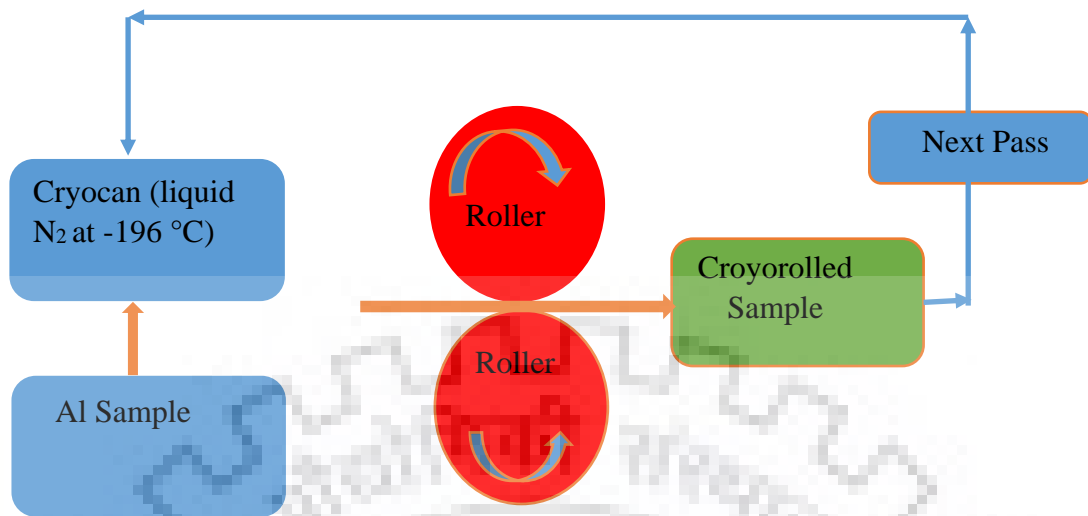 Next Pass
Cryocan (liquid
N₂ at -196 °C)
Roller
Croyorolled
Sample
Roller
Al Sample